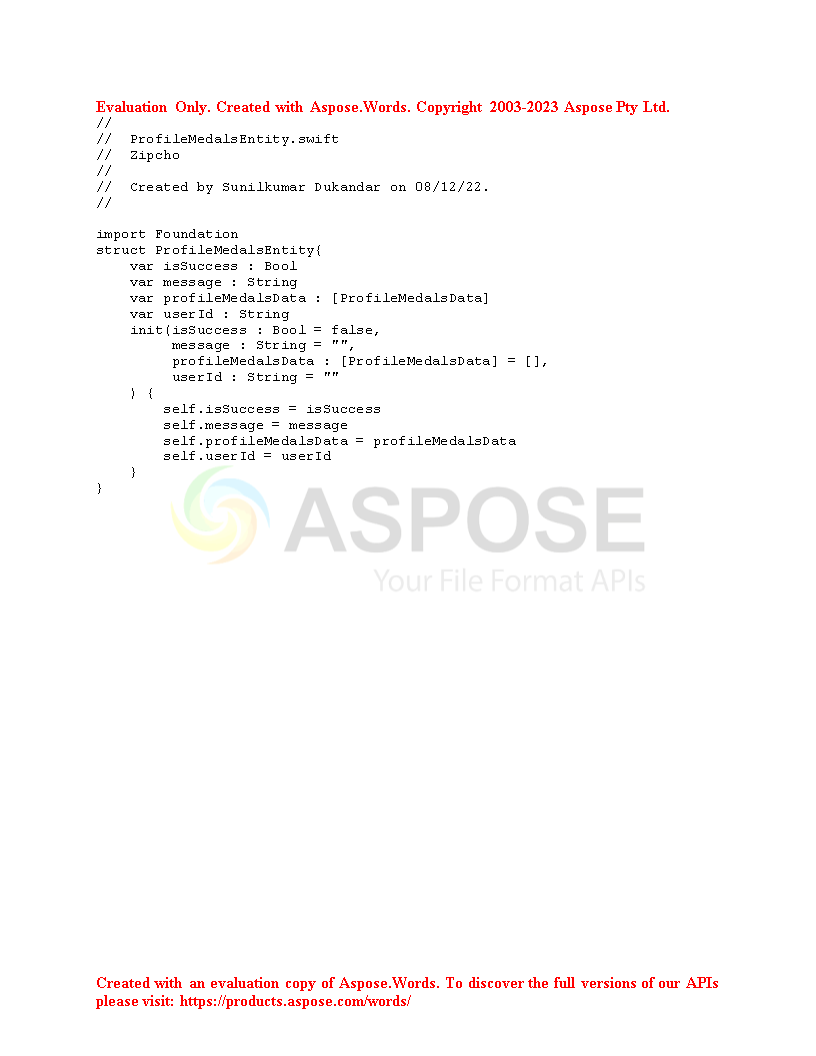 Evaluation Only. Created with Aspose.Words. Copyright 2003-2023 Aspose Pty Ltd.
//
//  ProfileMedalsEntity.swift
//  Zipcho
//
//  Created by Sunilkumar Dukandar on 08/12/22.
//

import Foundation
struct ProfileMedalsEntity{
    var isSuccess : Bool
    var message : String
    var profileMedalsData : [ProfileMedalsData]
    var userId : String
    init(isSuccess : Bool = false,
         message : String = "",
         profileMedalsData : [ProfileMedalsData] = [],
         userId : String = ""
    ) {
        self.isSuccess = isSuccess
        self.message = message
        self.profileMedalsData = profileMedalsData
        self.userId = userId
    }
}
ASPOSE
Your File Format APIs
Created with an evaluation copy of Aspose.Words. To discover the full versions of our APIs
please visit: https://products.aspose.com/words/